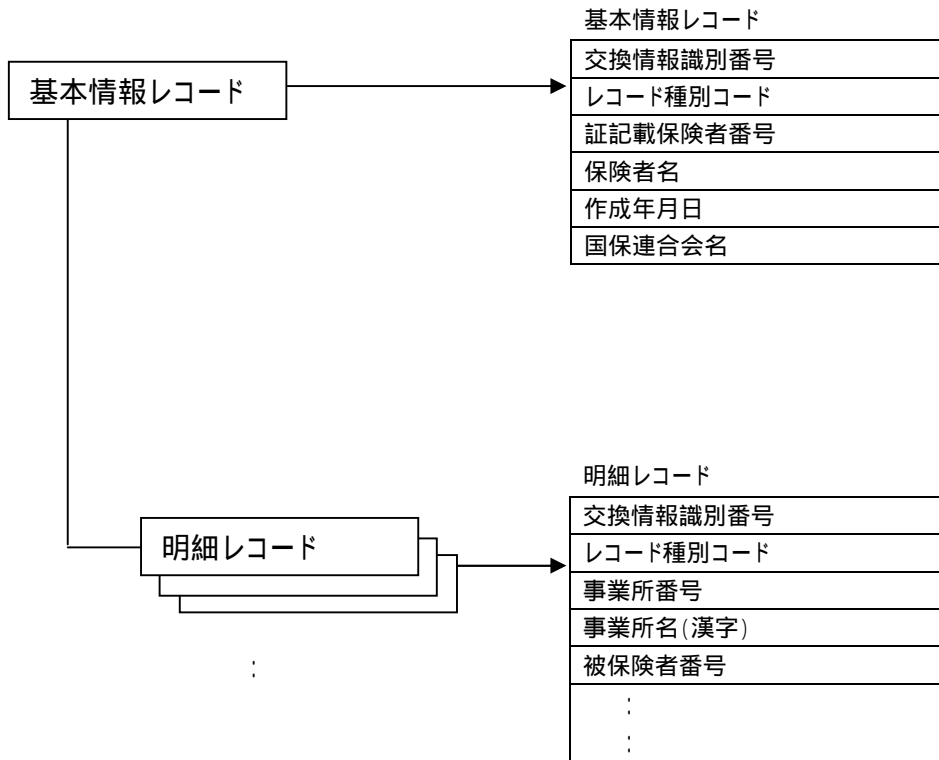 基本情報レコード
基本情報レコード
交換情報識別番号
レコード種別コード
証記載保険者番号
保険者名
作成年月日
国保連合会名
明細レコード
明細レコード
交換情報識別番号
レコード種別コード
事業所番号
事業所名(漢字)
被保険者番号
:
:
: